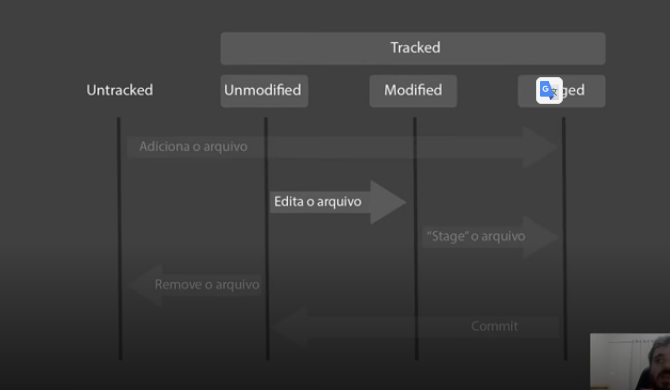 Tracked
Untracked
Unmodified
Modified
ged
Adiciona o arquivo
Edita o arquivo
"Stage" o arquivo
Remove o arquivo
Commit